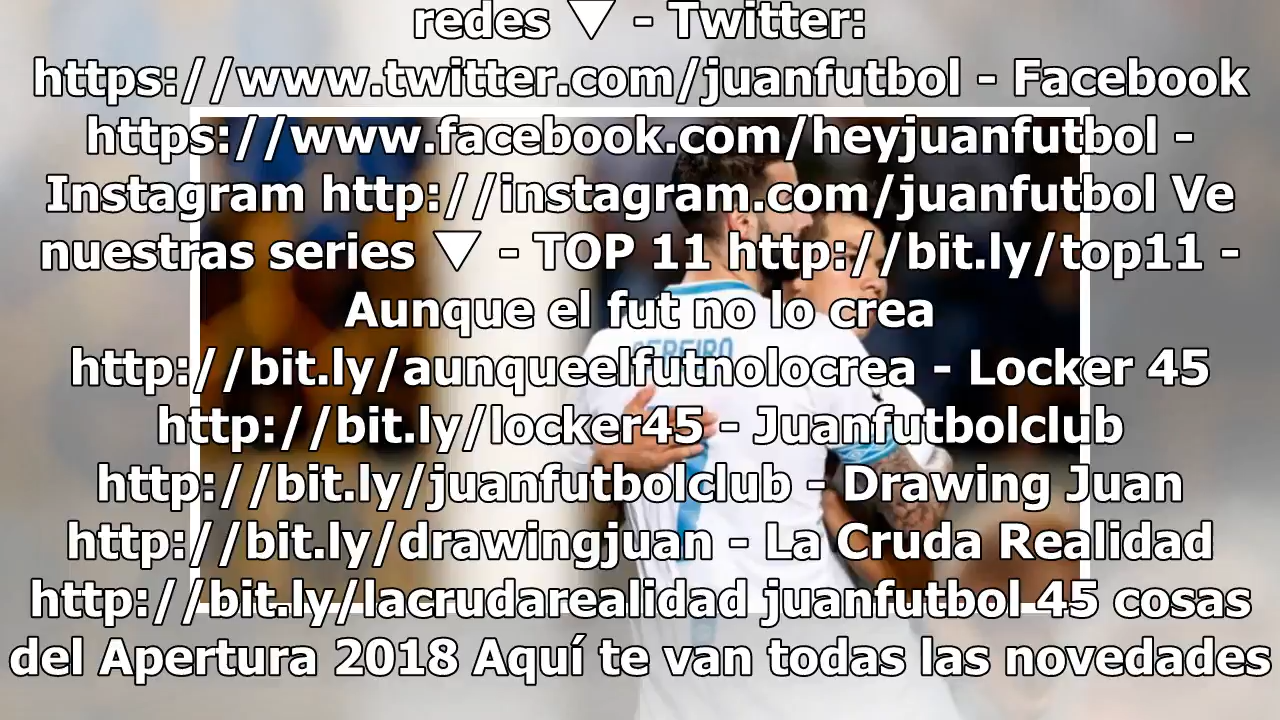 redes ▼ - Twitter:
https://www.twitter.com/juanfutbol - Facebook
https://www.facebook.com/heyjuanfutbol -
Instagram http://instagram.com/juanfutbol Ve
nuestras series ▼ - TOP 11 http://bit.ly/top11 -
Aunque el fut no lo crea
http://bit.ly/aunqueelfutnolocrea - Locker 45
http://bit.ly/locker45 - Juanfutbolclub
http://bit.ly/juanfutbolclub - Drawing Juan
http://bit.ly/drawingjuan - La Cruda Realidad
http://bit.ly/lacrudarealidad juanfutbol 45 cosas
del Apertura 2018 Aquí te van todas las novedades